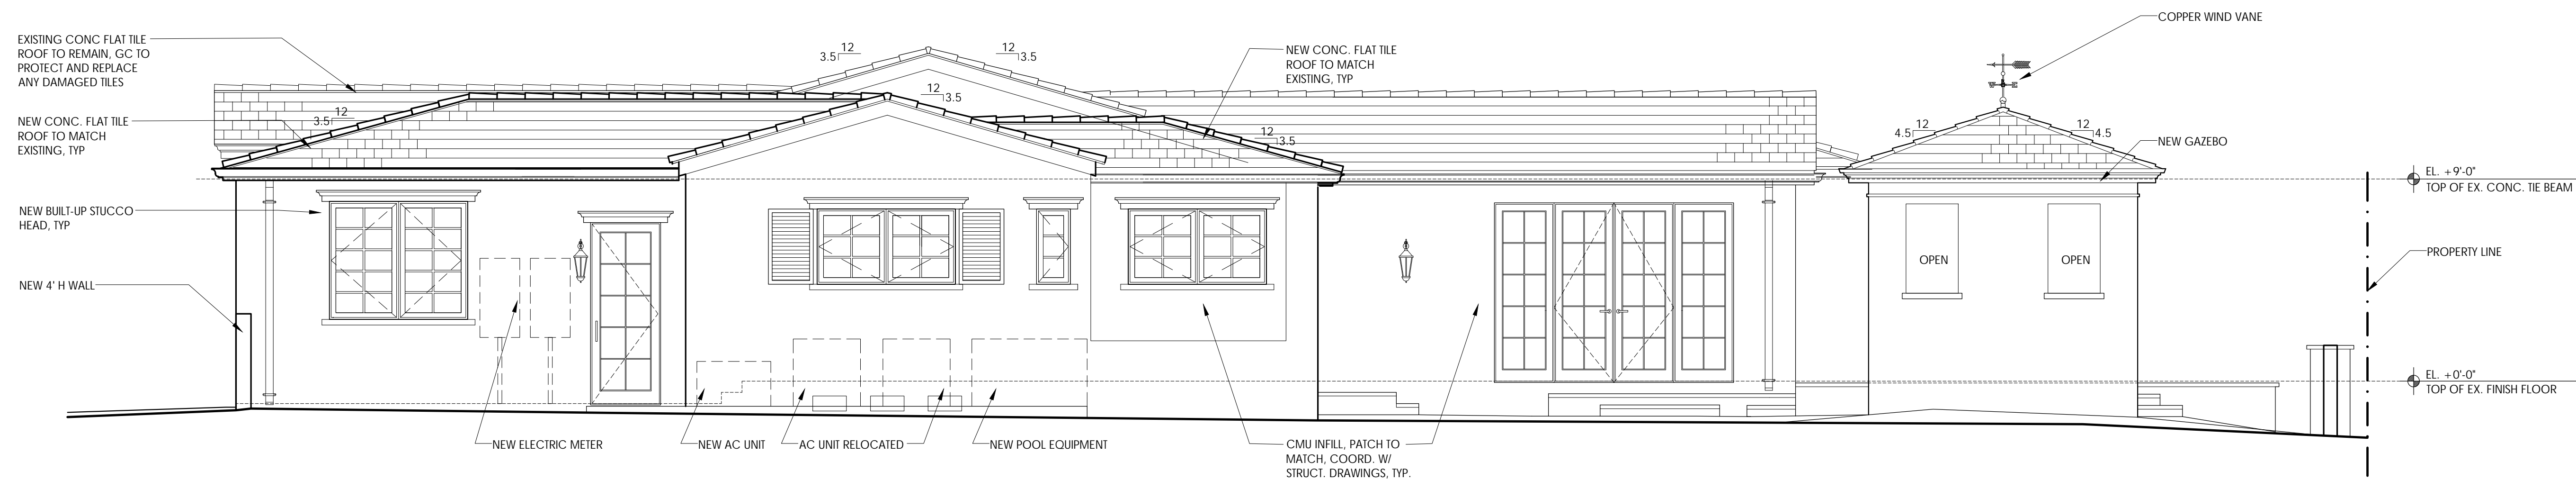 EXISTING CONC FLAT TILE
ROOF TO REMAIN, GC TO
PROTECT AND REPLACE
ANY DAMAGED TILES
NEW CONC. FLAT TILE
ROOF TO MATCH
EXISTING, TYP
NEW BUILT-UP STUCCO
HEAD, TYP
NEW 4' H WALL
12
3.5
12
3.5
12
3.5
12
3.5
NEW CONC. FLAT TILE
ROOF TO MATCH
EXISTING, TYP
12
3.5
COPPER WIND VANE
12
4.5
12
4.5
NEW GAZEBO
OPEN
OPEN
EL. +9'-0"
TOP OF EX. CONC. TIE BEAM
PROPERTY LINE
EL. +0'-0"
TOP OF EX. FINISH FLOOR
NEW ELECTRIC METER
NEW AC UNIT
AC UNIT RELOCATED
NEW POOL EQUIPMENT
CMU INFILL, PATCH TO
MATCH, COORD. W/
STRUCT. DRAWINGS, TYP.